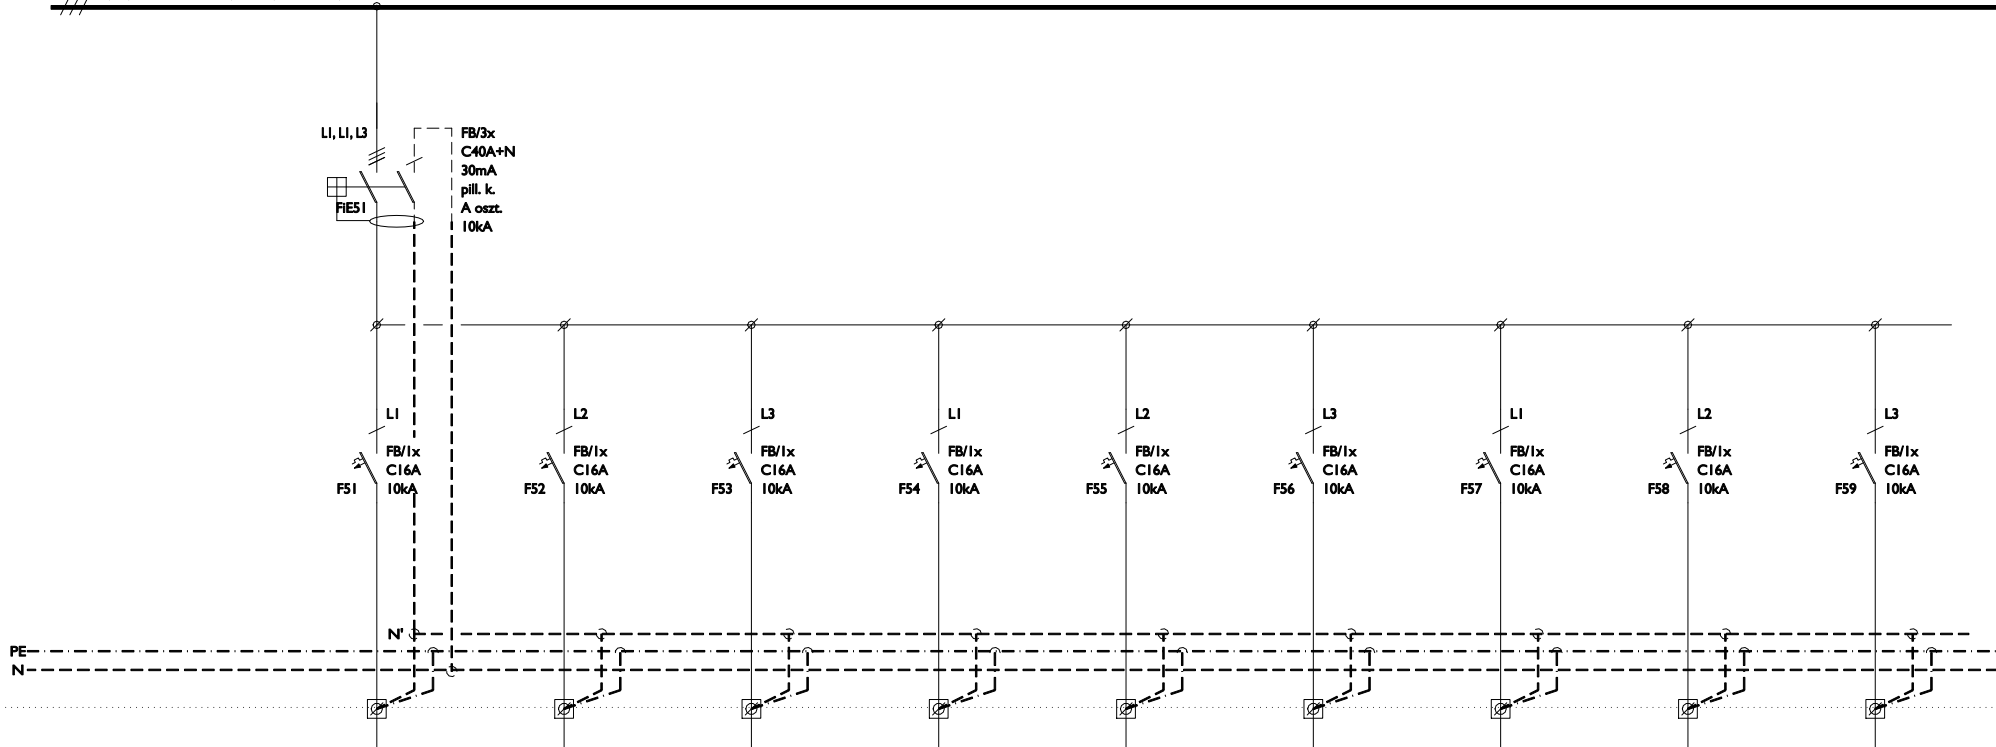 L1, L1, L3
FB/3x
C40A+N
30mA
pill. k.
A oszt.
10kA
FiE51
L1
FB/1x
C16A
10kA
F51
L2
FB/1x
C16A
10kA
F52
L3
FB/1x
C16A
10kA
F53
L1
FB/1x
C16A
10kA
F54
L2
FB/1x
C16A
10kA
F55
L3
FB/1x
C16A
10kA
F56
L1
FB/1x
C16A
10kA
F57
L2
FB/1x
C16A
10kA
F58
L3
FB/1x
C16A
10kA
F59
N'
PE
N